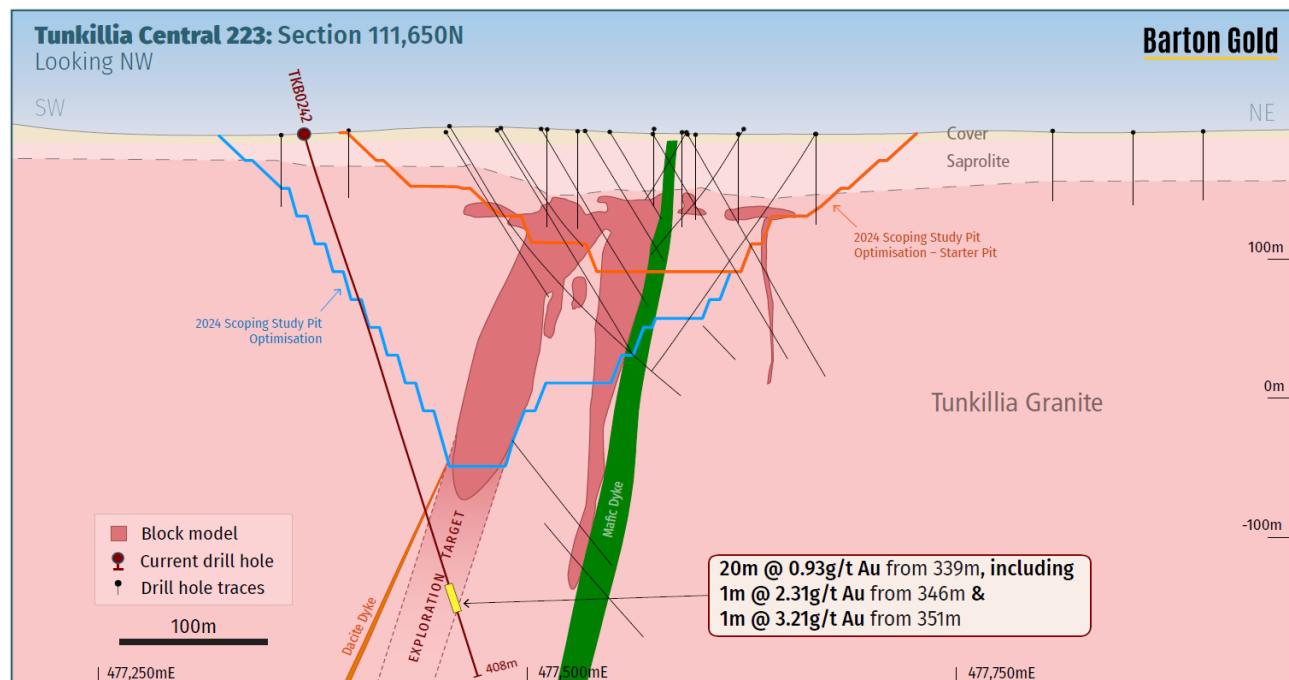 Tunkillia Central 223: Section 111,650N
Looking NW
Barton Gold
SW
NE
TKB0242
Cover
Saprolite
2024 Scoping Study Pit
Optimisation – Starter Pit
100m
2024 Scoping Study Pit
Optimisation
0m
Tunkillia Granite
-100m
Mafic Dyke
EXPLORATION TARGET
Dacite Dyke
Block model
Current drill hole
Drill hole traces
100m
20m @ 0.93g/t Au from 339m, including
1m @ 2.31g/t Au from 346m &
1m @ 3.21g/t Au from 351m
408m
477,250mE
477,500mE
477,750mE